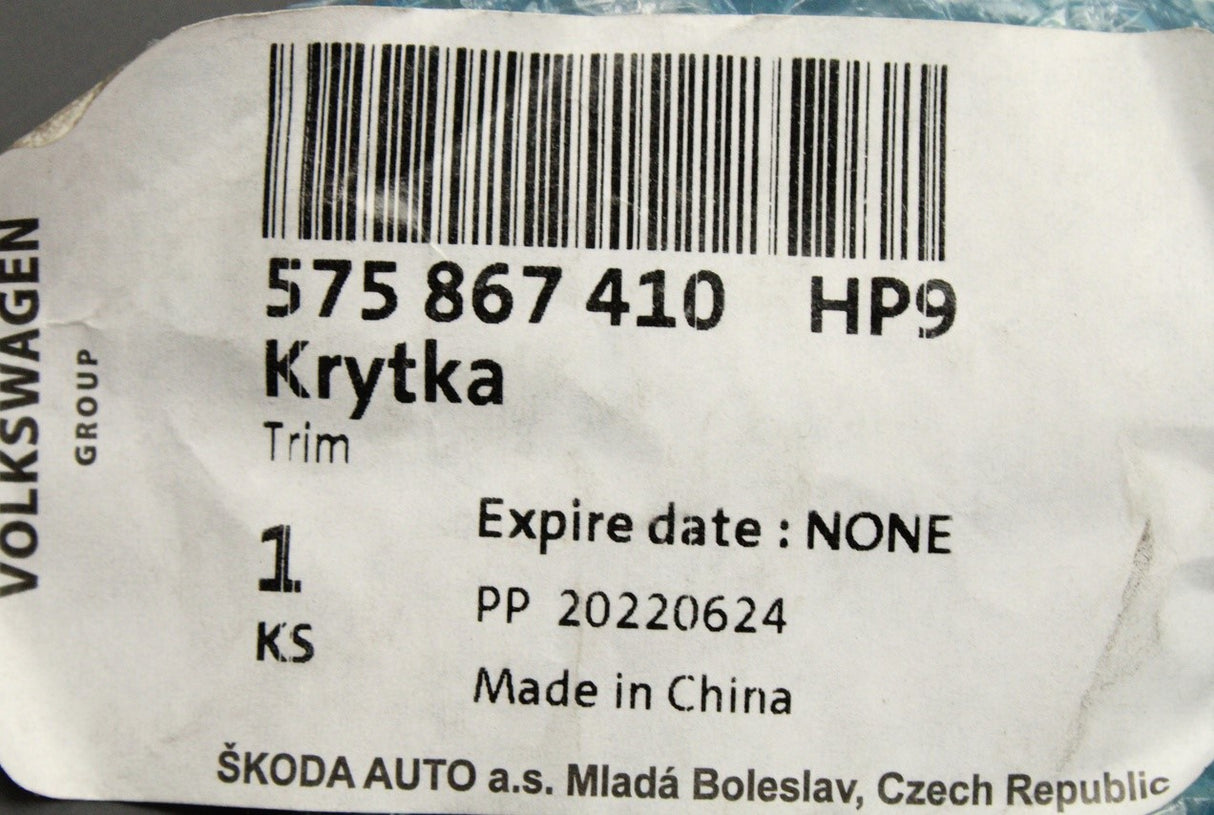 VOLKSWAGEN
GROUP
575 867 410 HP9
Krytka
Trim
1
KS
Expire date : NONE
PP 20220624
Made in China
ŠKODA AUTO a.s. Mladá Boleslav, Czech Republic